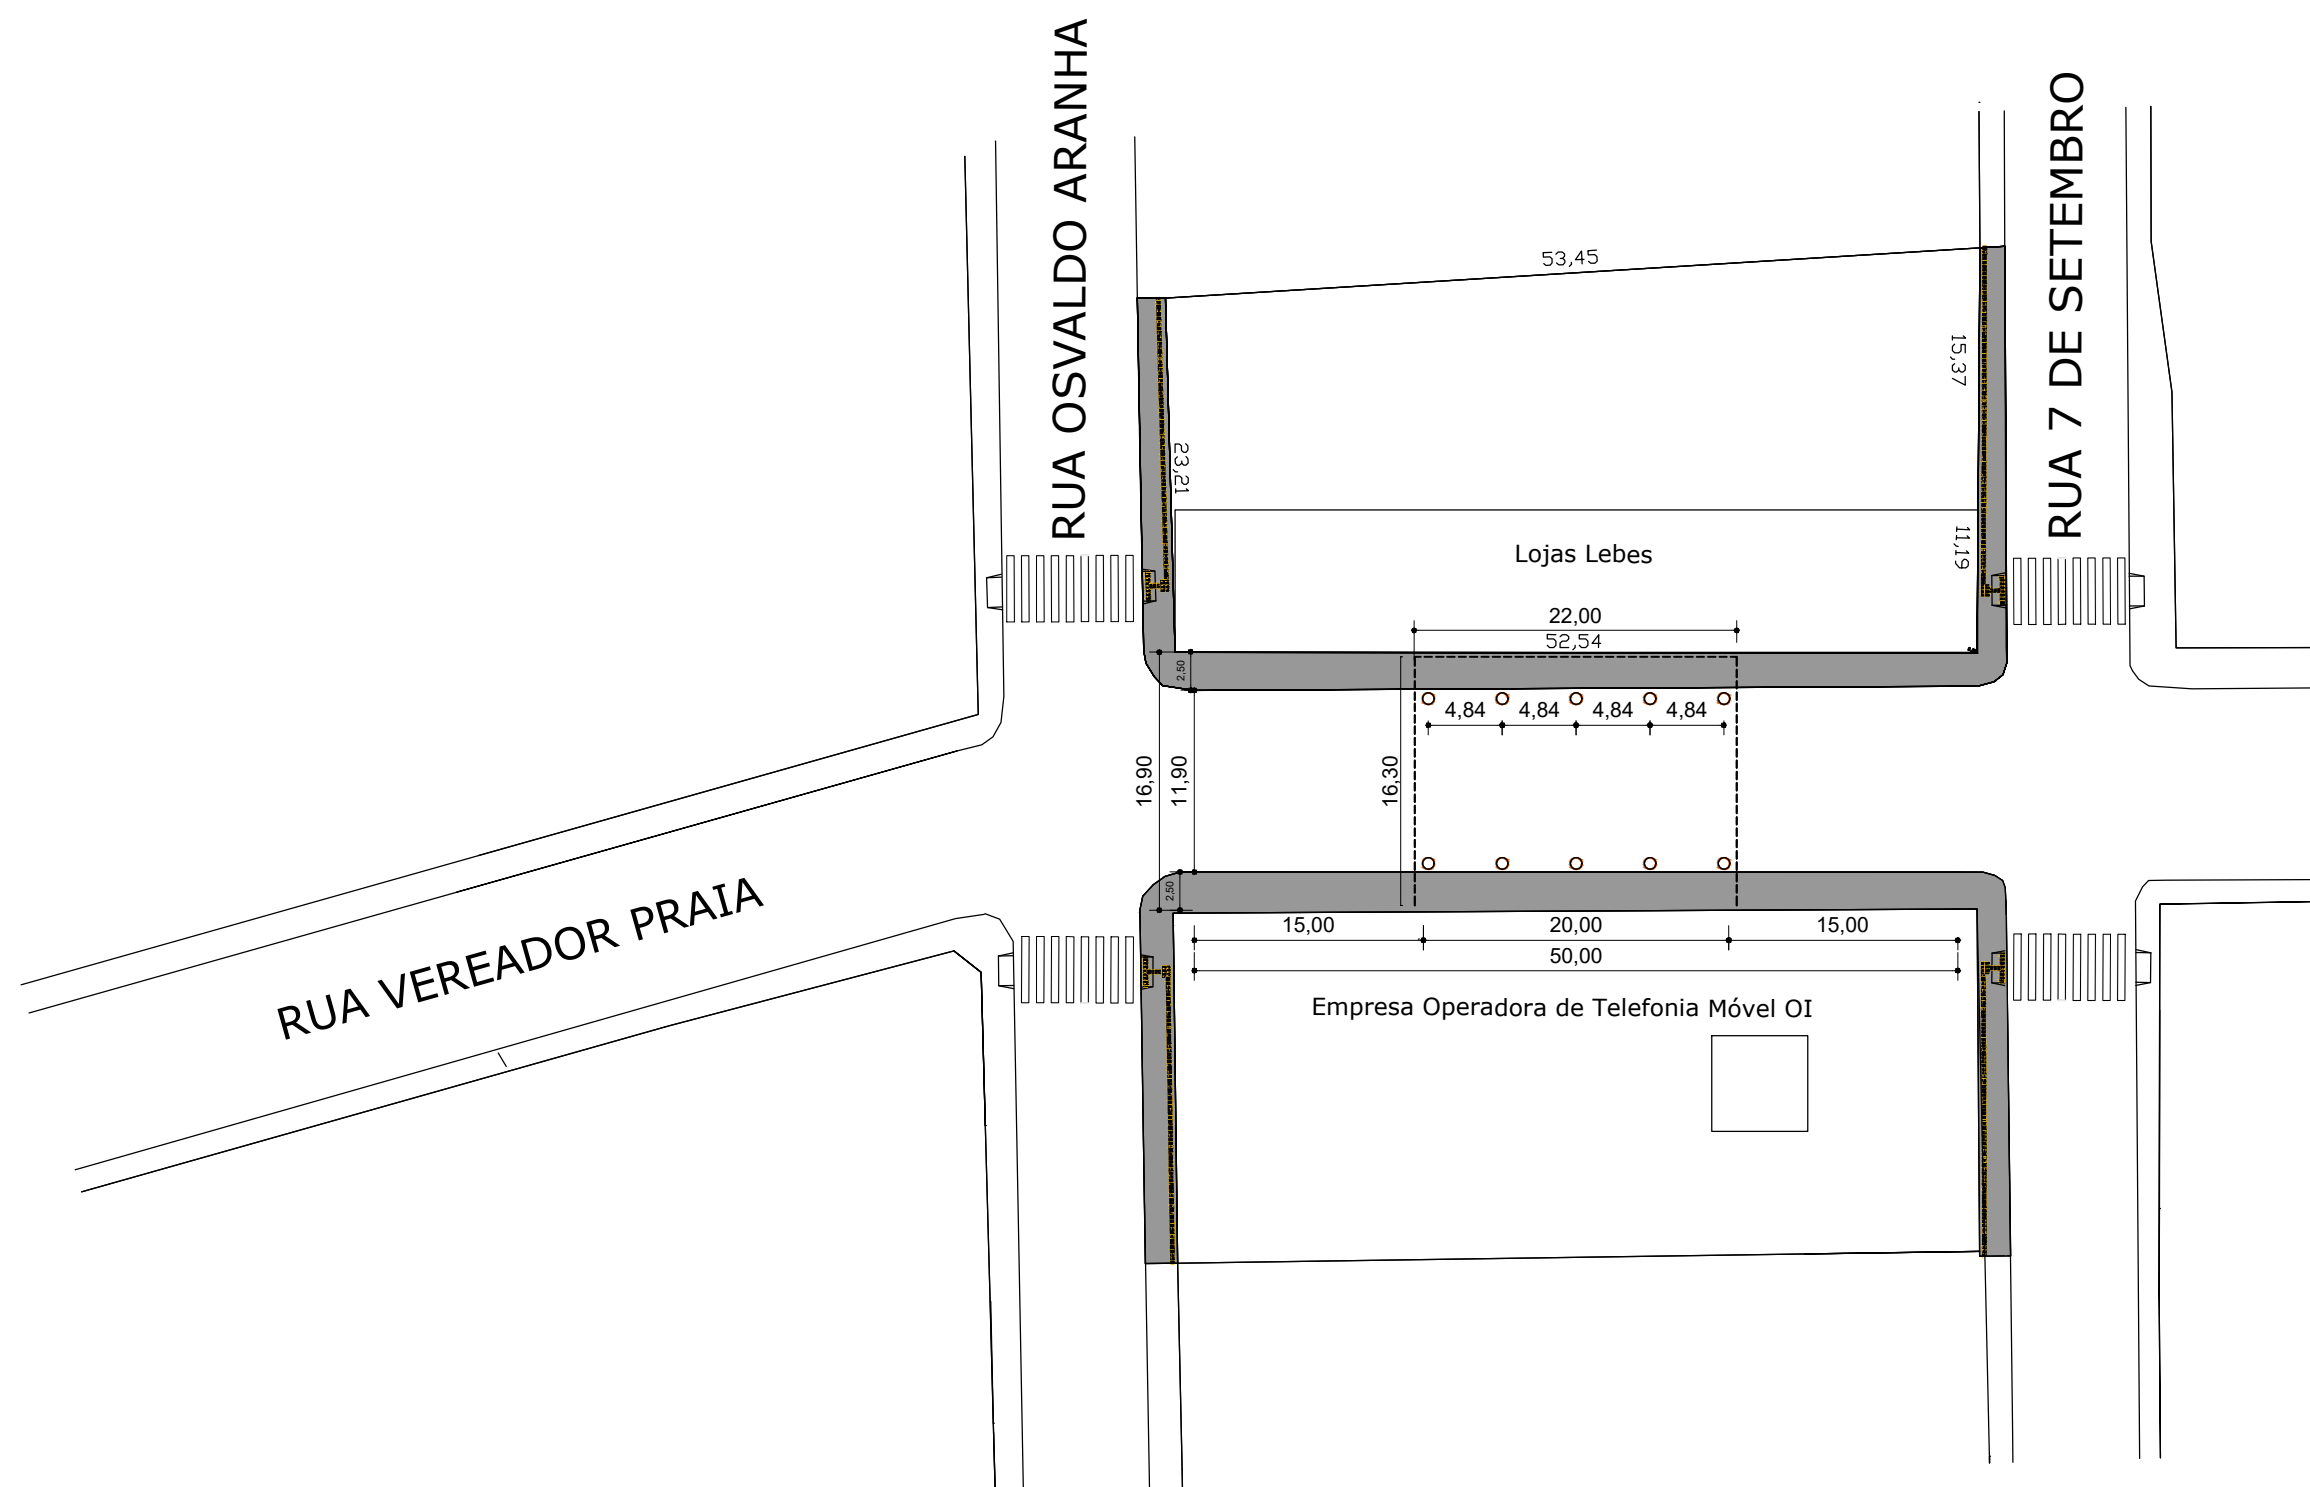 RUA OSVALDO ARANHA
RUA 7 DE SETEMBRO
53,45
15,37
23,21
11,19
Lojas Lebes
22,00
52,54
2,50
4,84 4,84 4,84 4,84
16,90
11,90
16,30
2,50
15,00 20,00 15,00
50,00
RUA VEREADOR PRAIA
Empresa Operadora de Telefonia Móvel OI